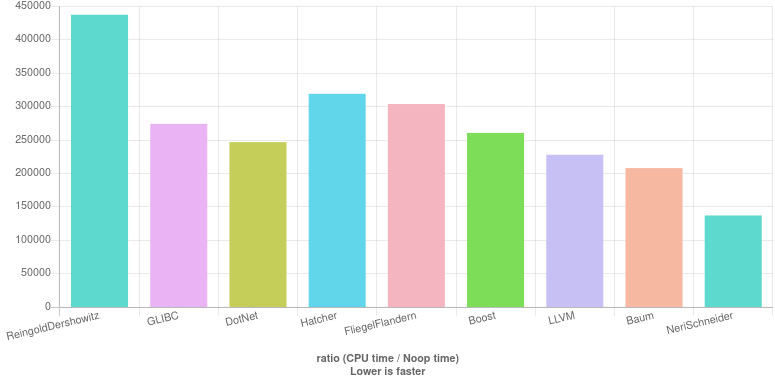 450000
400000
350000
300000
250000
200000
150000
100000
50000
0
ReingoldDershowitz
GLIBC
DotNet
Hatcher
FliegelFlandern
Boost
LLVM
Baum
NeriSchneider
ratio (CPU time / Noop time)
Lower is faster